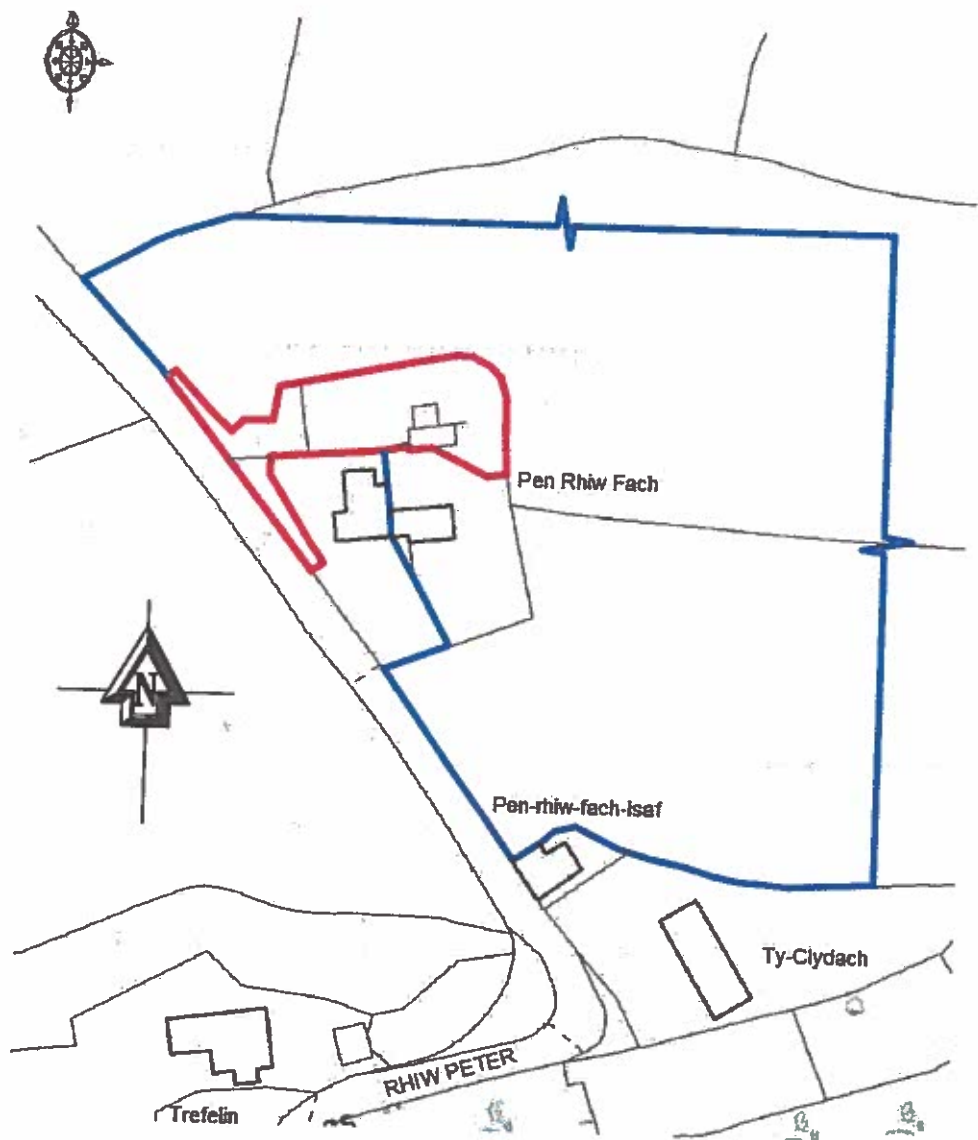 Pen Rhiw Fach
N
Pen-rhiw-fach-Isaf
Ty-Clydach
RHIW PETER
Trefelin